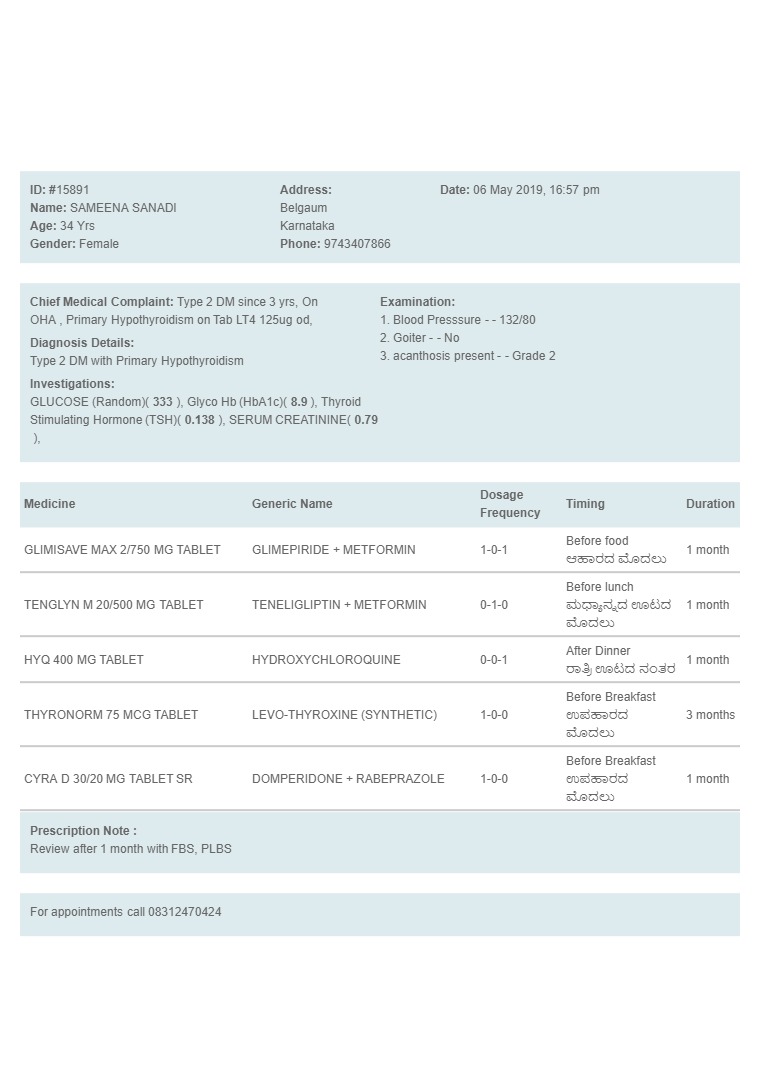 ID: #15891
Name: SAMEENA SANADI
Age: 34 Yrs
Gender: Female
Address:
Belgaum
Karnataka
Phone: 9743407866
Date: 06 May 2019, 16:57 pm
Chief Medical Complaint: Type 2 DM since 3 yrs, On
OHA , Primary Hypothyroidism on Tab LT4 125ug od,
Diagnosis Details:
Type 2 DM with Primary Hypothyroidism
Investigations:
GLUCOSE (Random)( 333 ), Glyco Hb (HbA1c)( 8.9 ), Thyroid
Stimulating Hormone (TSH)( 0.138 ), SERUM CREATININE( 0.79
),
Examination:
1. Blood Presssure - - 132/80
2. Goiter - - No
3. acanthosis present - - Grade 2
Medicine Generic Name Dosage Frequency Timing Duration
GLIMISAVE MAX 2/750 MG TABLET GLIMEPIRIDE + METFORMIN 1-0-1 Before food 1 month
ಆಹಾರದ ಮೊದಲು
TENGLYN M 20/500 MG TABLET TENELIGLIPTIN + METFORMIN 0-1-0 Before lunch 1 month
ಮಧ್ಯಾನ್ನದ ಊಟದ
ಮೊದಲು
HYQ 400 MG TABLET HYDROXYCHLOROQUINE 0-0-1 After Dinner 1 month
ರಾತ್ರಿ ಊಟದ ನಂತರ
THYRONORM 75 MCG TABLET LEVO-THYROXINE (SYNTHETIC) 1-0-0 Before Breakfast 3 months
ಉಪಹಾರದ
ಮೊದಲು
CYRA D 30/20 MG TABLET SR DOMPERIDONE + RABEPRAZOLE 1-0-0 Before Breakfast 1 month
ಉಪಹಾರದ
ಮೊದಲು
Prescription Note :
Review after 1 month with FBS, PLBS
For appointments call 08312470424